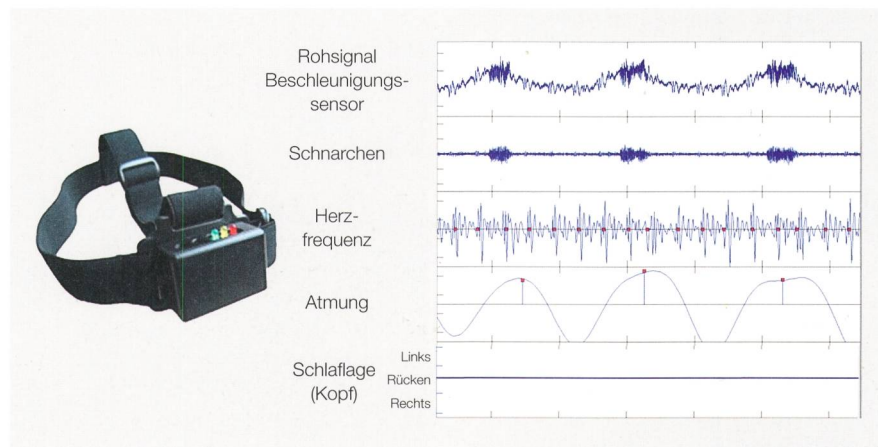 Rohsignal
Beschleunigungs-
sensor
Schnarchen
Herz-
frequenz
Atmung
Schlaflage
(Kopf)
Links
Rücken
Rechts